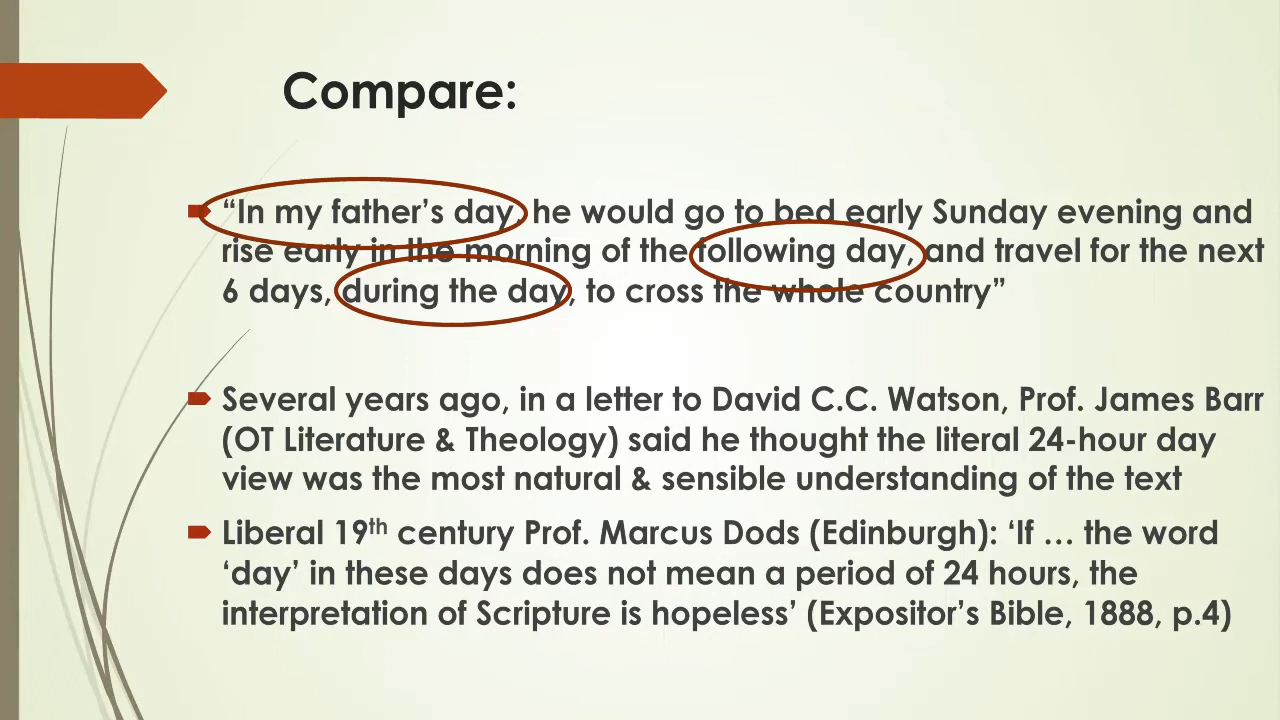 Compare:
“In my father’s day, he would go to bed early Sunday evening and
rise early in the morning of the following day, and travel for the next
6 days, during the day, to cross the whole country”
Several years ago, in a letter to David C.C. Watson, Prof. James Barr
(OT Literature & Theology) said he thought the literal 24-hour day
view was the most natural & sensible understanding of the text
Liberal 19th century Prof. Marcus Dods (Edinburgh): ‘If … the word
‘day’ in these days does not mean a period of 24 hours, the
interpretation of Scripture is hopeless’ (Expositor’s Bible, 1888, p.4)